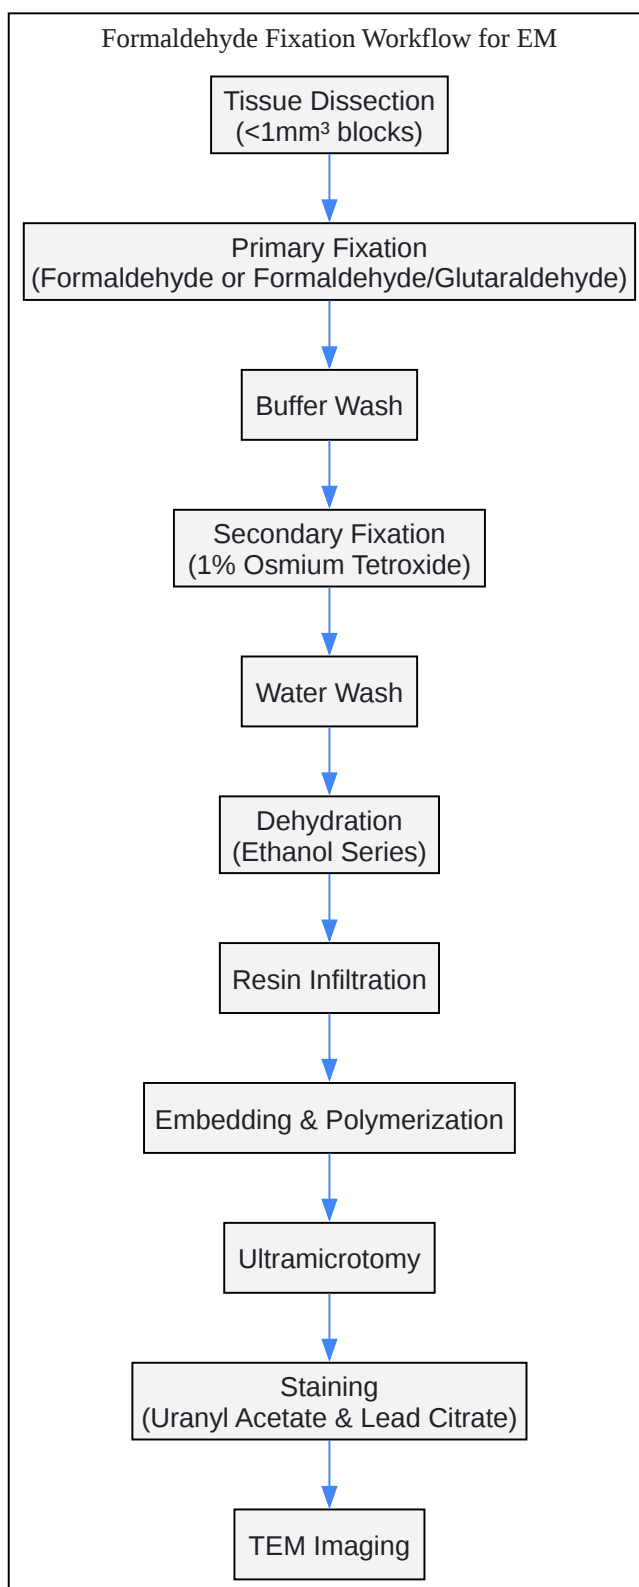 Formaldehyde Fixation Workflow for EM
Tissue Dissection
(<1mm³ blocks)
Primary Fixation
(Formaldehyde or Formaldehyde/Glutaraldehyde)
Buffer Wash
Secondary Fixation
(1% Osmium Tetroxide)
Water Wash
Dehydration
(Ethanol Series)
Resin Infiltration
Embedding & Polymerization
Ultramicrotomy
Staining
(Uranyl Acetate & Lead Citrate)
TEM Imaging